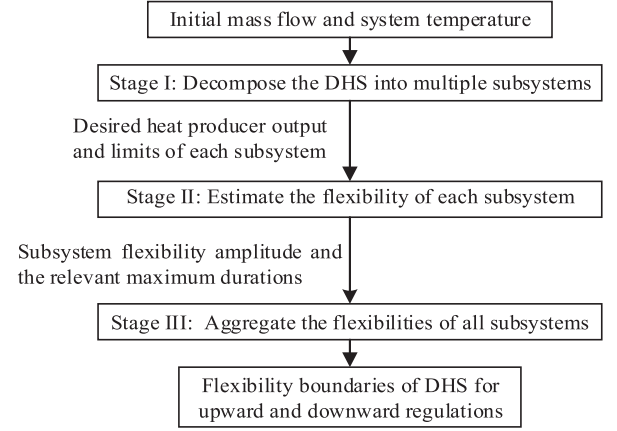 Initial mass flow and system temperature
Stage I: Decompose the DHS into multiple subsystems
Desired heat producer output
and limits of each subsystem
Stage II: Estimate the flexibility of each subsystem
Subsystem flexibility amplitude and
the relevant maximum durations
Stage III: Aggregate the flexibilities of all subsystems
Flexibility boundaries of DHS for
upward and downward regulations